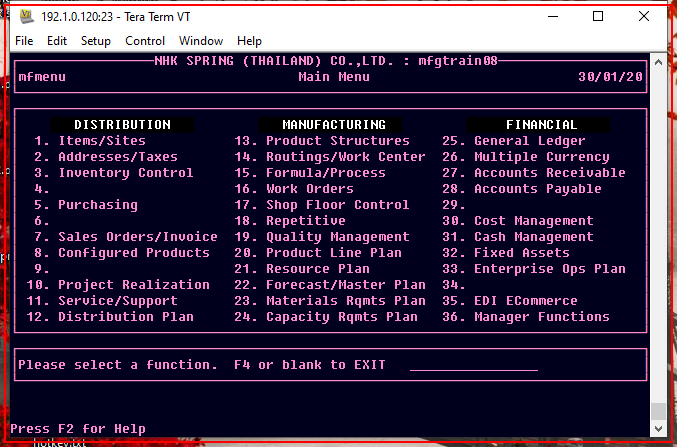 192.1.0.120:23 - Tera Term VT
File Edit Setup Control Window Help
NHK SPRING (THAILAND) CO.,LTD. : mfgtrain08
mfmenu Main Menu 30/01/20
DISTRIBUTION MANUFACTURING FINANCIAL
1. Items/Sites 13. Product Structures 25. General Ledger
2. Addresses/Taxes 14. Routings/Work Center 26. Multiple Currency
3. Inventory Control 15. Formula/Process 27. Accounts Receivable
4. 16. Work Orders 28. Accounts Payable
5. Purchasing 17. Shop Floor Control 29.
6. 18. Repetitive 30. Cost Management
7. Sales Orders/Invoice 19. Quality Management 31. Cash Management
8. Configured Products 20. Product Line Plan 32. Fixed Assets
9. 21. Resource Plan 33. Enterprise Ops Plan
10. Project Realization 22. Forecast/Master Plan 34.
11. Service/Support 23. Materials Rqmts Plan 35. EDI ECommerce
12. Distribution Plan 24. Capacity Rqmts Plan 36. Manager Functions
Please select a function. F4 or blank to EXIT
Press F2 for Help
hotkey.txt